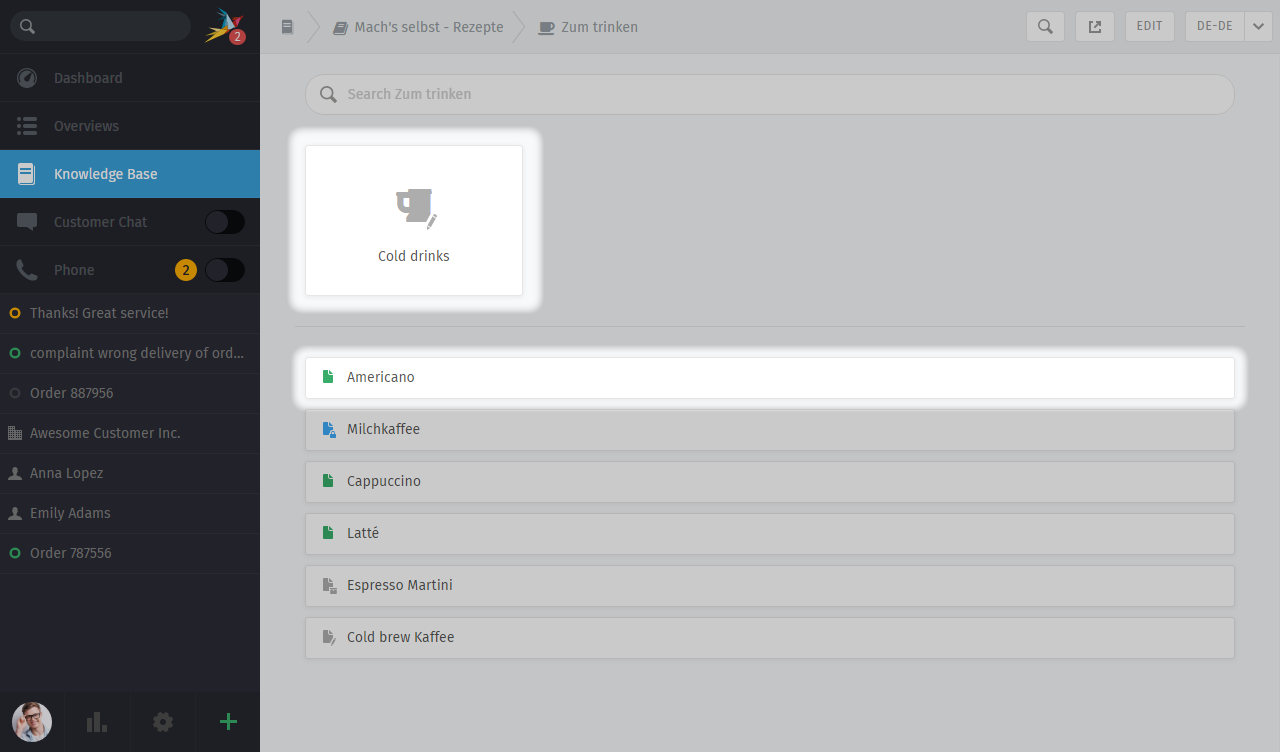 2
Dashboard
Overviews
Knowledge Base
Customer Chat
Phone 2
Thanks! Great service!
complaint wrong delivery of ord...
Order 887956
Awesome Customer Inc.
Anna Lopez
Emily Adams
Order 787556
Mach's selbst - Rezepte Zum trinken EDIT DE-DE
Search Zum trinken
Cold drinks
Americano
Milchkaffee
Cappuccino
Latté
Espresso Martini
Cold brew Kaffee